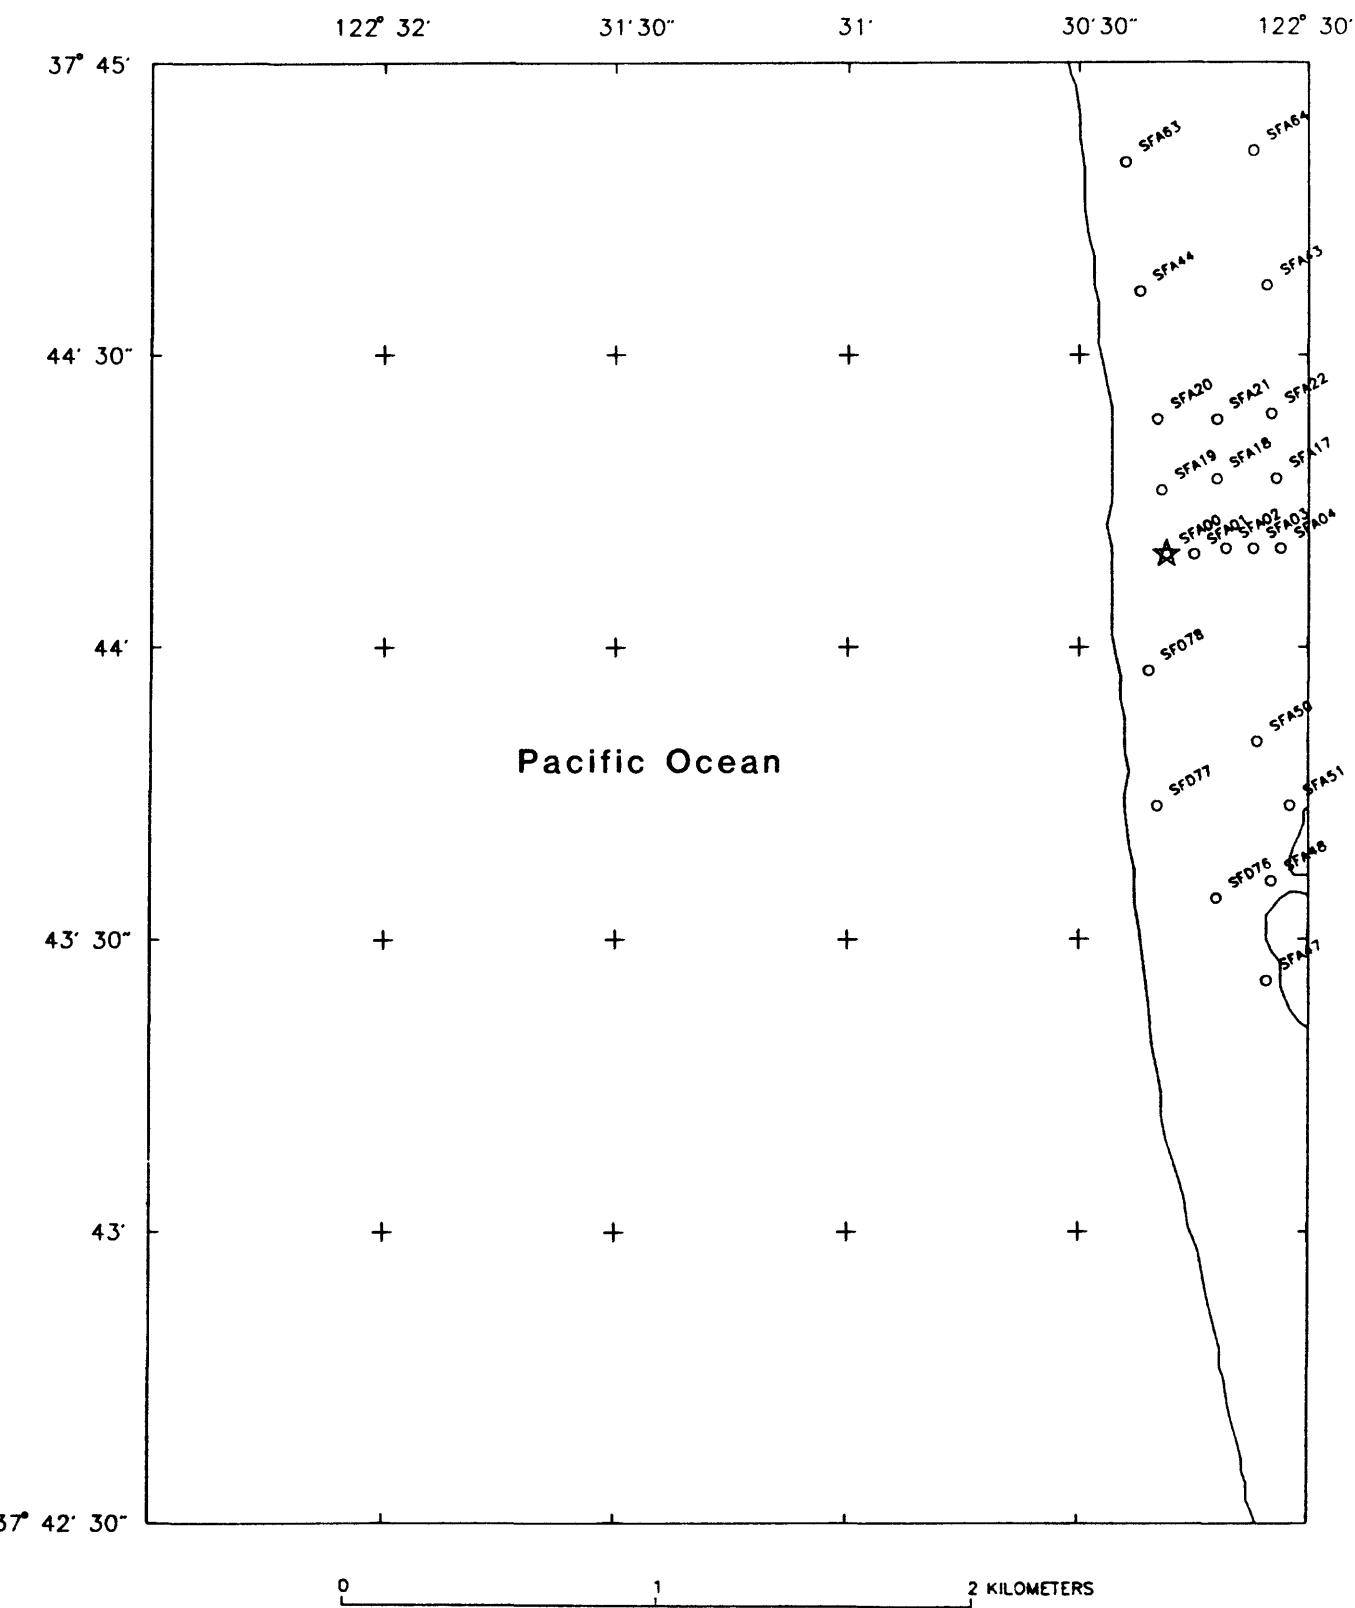 122° 32' 31'30" 31' 30'30" 122° 30'
37° 45'
SFA63 SFA64
SFA44 SFA43
44' 30"
SFA20 SFA21 SFA22
SFA19 SFA18 SFA17
SFA00 SFA01 SFA02 SFA03 SFA04
44'
SFD78
SFA50
Pacific Ocean
SFD77 SFA51
SFD76 SFA48
43' 30"
SFA47
43'
37° 42' 30"
0 1 2 KILOMETERS